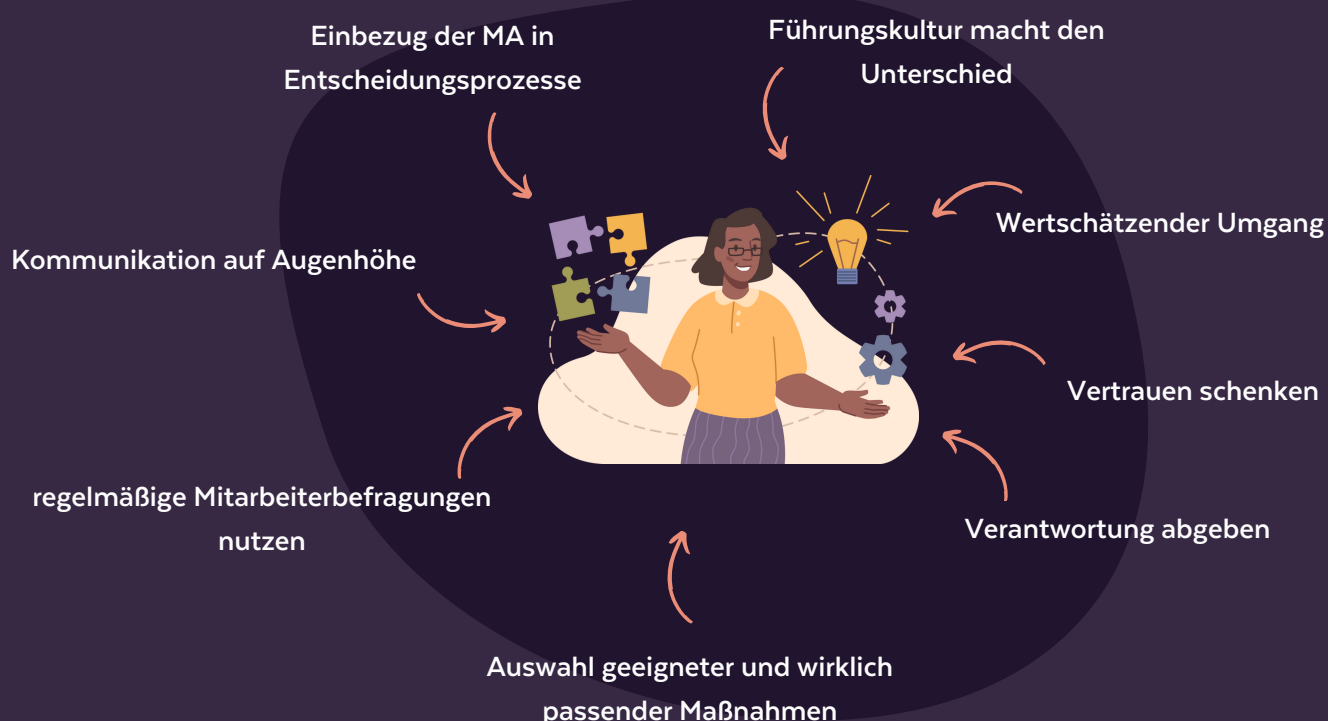 Einbezug der MA in
Entscheidungsprozesse
Führungskultur macht den
Unterschied
Wertschätzender Umgang
Kommunikation auf Augenhöhe
Vertrauen schenken
regelmäßige Mitarbeiterbefragungen
nutzen
Verantwortung abgeben
Auswahl geeigneter und wirklich
passender Maßnahmen